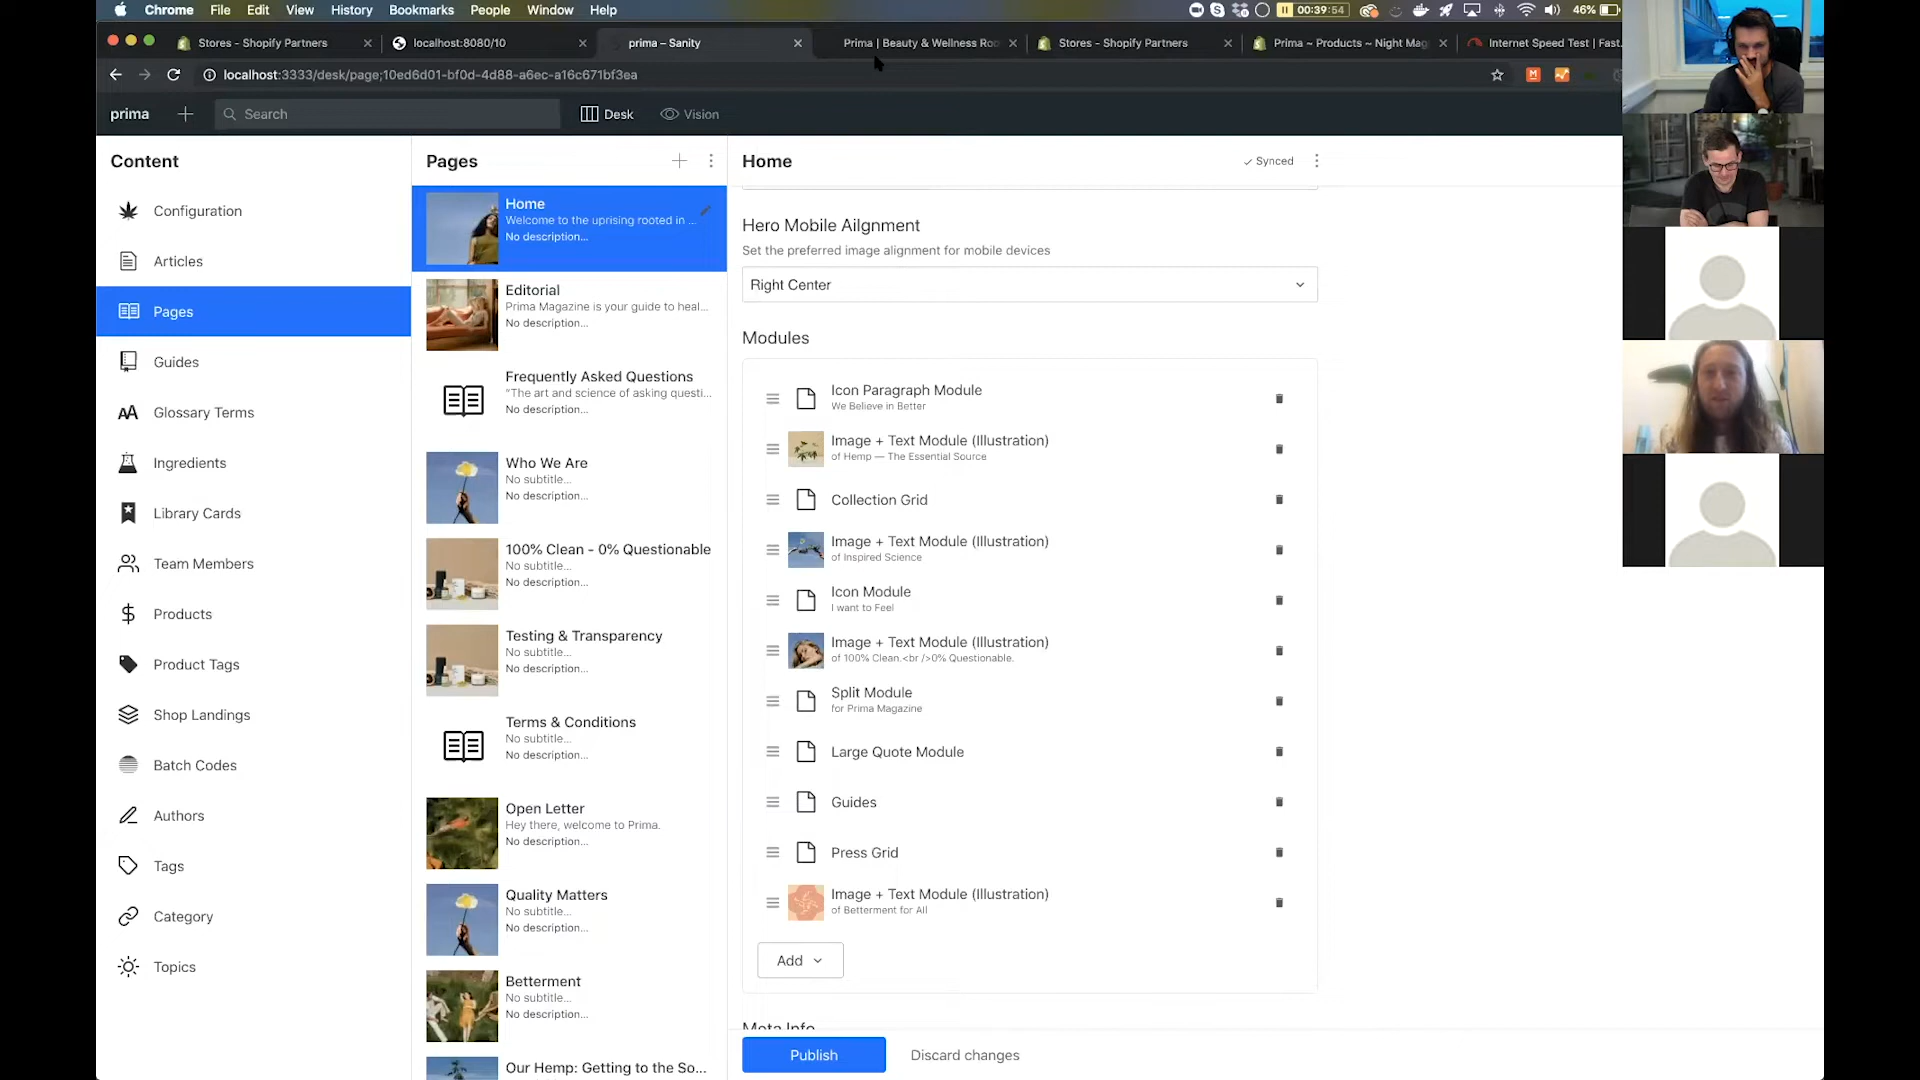 Chrome File Edit View History Bookmarks People Window Help 00:39:54 46%
Stores - Shopify Partners
localhost:8080/10
prima – Sanity
Prima | Beauty & Wellness Roo
Stores - Shopify Partners
Prima ~ Products ~ Night Mag
Internet Speed Test | Fast.
localhost:3333/desk/page;10ed6d01-bf0d-4d88-a6ec-a16c671bf3ea
prima
Search
Desk
Vision
Content
Configuration
Articles
Pages
Guides
Glossary Terms
Ingredients
Library Cards
Team Members
Products
Product Tags
Shop Landings
Batch Codes
Authors
Tags
Category
Topics
Pages
Home
Welcome to the uprising rooted in ...
No description...
Editorial
Prima Magazine is your guide to heal...
No description...
Frequently Asked Questions
"The art and science of asking questi...
No description...
Who We Are
No subtitle...
No description...
100% Clean - 0% Questionable
No subtitle...
No description...
Testing & Transparency
No subtitle...
No description...
Terms & Conditions
No subtitle...
No description...
Open Letter
Hey there, welcome to Prima.
No description...
Quality Matters
No subtitle...
No description...
Betterment
No subtitle...
No description...
Our Hemp: Getting to the So...
Home
Synced
Hero Mobile Ailgnment
Set the preferred image alignment for mobile devices
Right Center
Modules
Icon Paragraph Module
We Believe in Better
Image + Text Module (Illustration)
of Hemp — The Essential Source
Collection Grid
Image + Text Module (Illustration)
of Inspired Science
Icon Module
I want to Feel
Image + Text Module (Illustration)
of 100% Clean.<br />0% Questionable.
Split Module
for Prima Magazine
Large Quote Module
Guides
Press Grid
Image + Text Module (Illustration)
of Betterment for All
Add
Meta Info
Publish
Discard changes